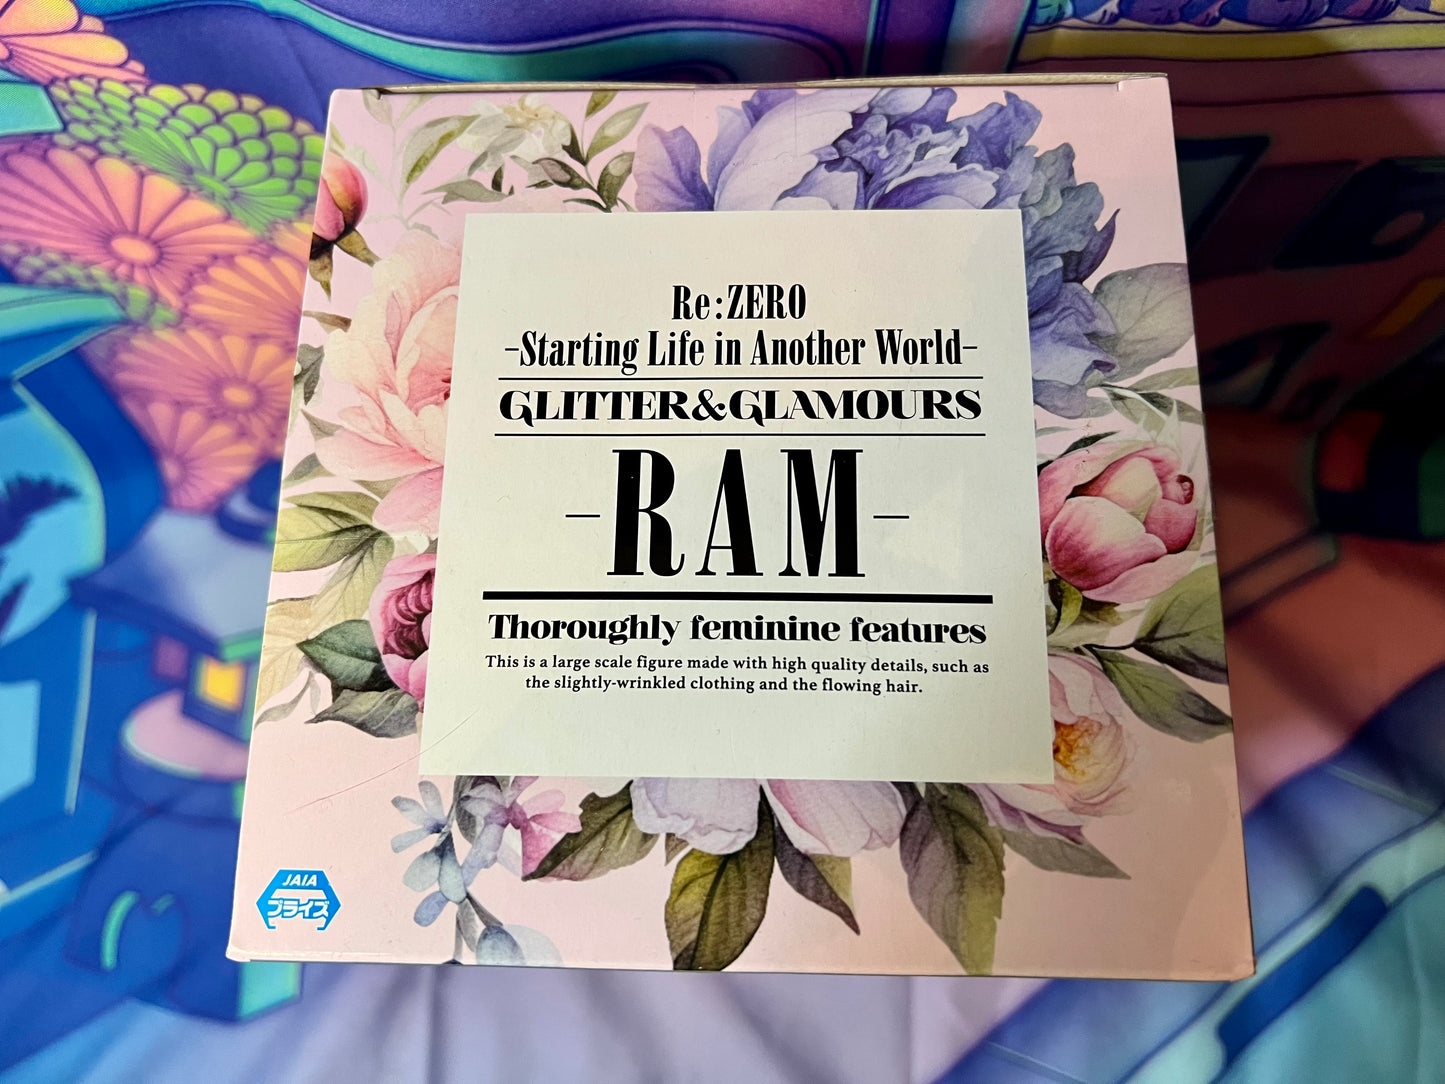 Re:ZERO
-Starting Life in Another World-
GLITTER&GLAMOURS
-RAM-
Thoroughly feminine features
This is a large scale figure made with high quality details, such as
the slightly-wrinkled clothing and the flowing hair.
JAIA
プライズ